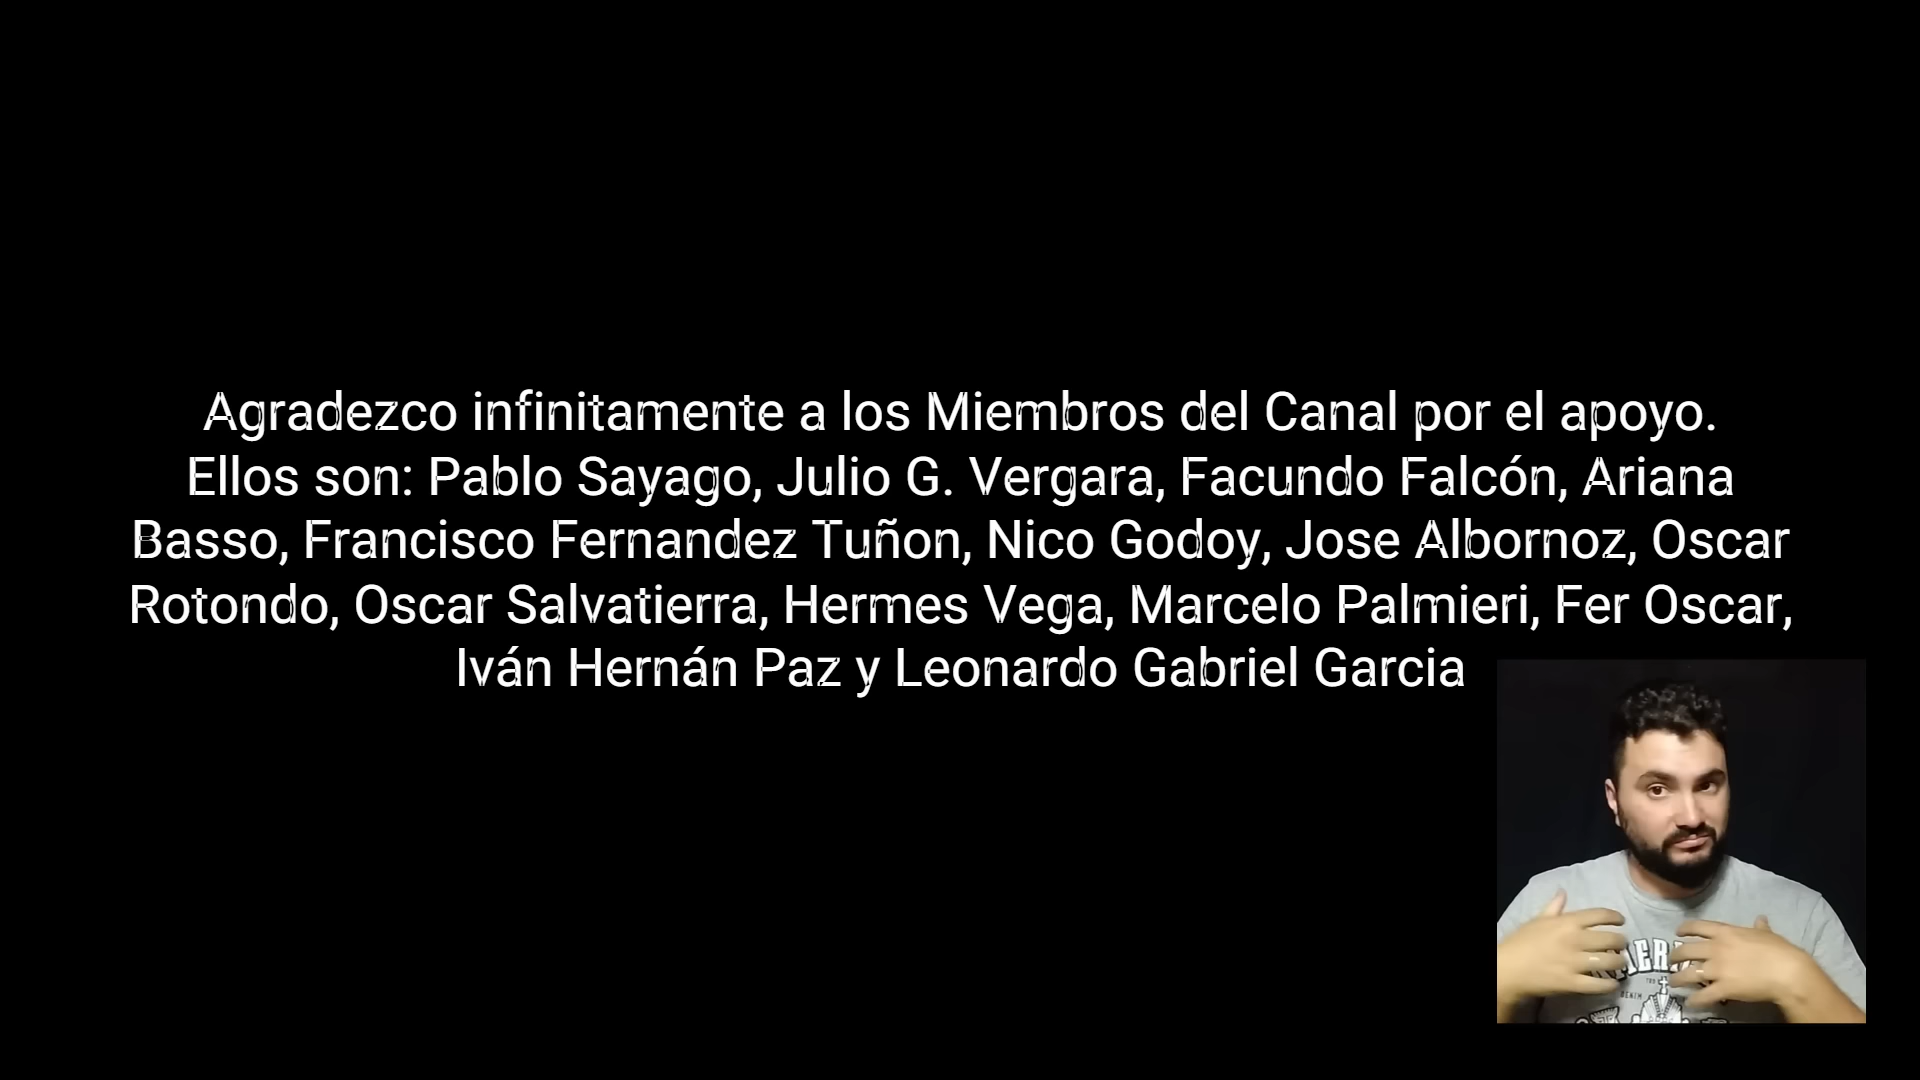 Agradezco infinitamente a los Miembros del Canal por el apoyo.
Ellos son: Pablo Sayago, Julio G. Vergara, Facundo Falcón, Ariana
Basso, Francisco Fernandez Tuñon, Nico Godoy, Jose Albornoz, Oscar
Rotondo, Oscar Salvatierra, Hermes Vega, Marcelo Palmieri, Fer Oscar,
Iván Hernán Paz y Leonardo Gabriel Garcia
DENIM